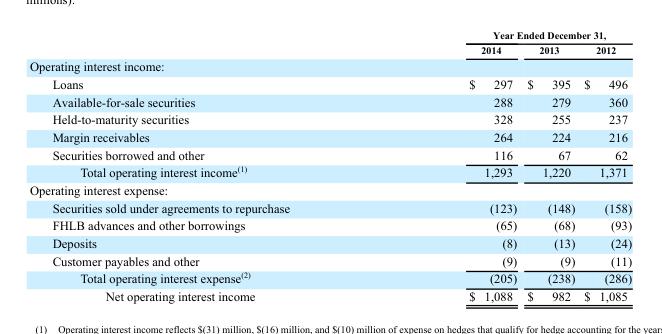 millions).
Year Ended December 31,
2014 2013 2012
Operating interest income:
Loans $ 297 $ 395 $ 496
Available-for-sale securities 288 279 360
Held-to-maturity securities 328 255 237
Margin receivables 264 224 216
Securities borrowed and other 116 67 62
Total operating interest income(1) 1,293 1,220 1,371
Operating interest expense:
Securities sold under agreements to repurchase (123) (148) (158)
FHLB advances and other borrowings (65) (68) (93)
Deposits (8) (13) (24)
Customer payables and other (9) (9) (11)
Total operating interest expense(2) (205) (238) (286)
Net operating interest income $ 1,088 $ 982 $ 1,085
(1) Operating interest income reflects $(31) million, $(16) million, and $(10) million of expense on hedges that qualify for hedge accounting for the years